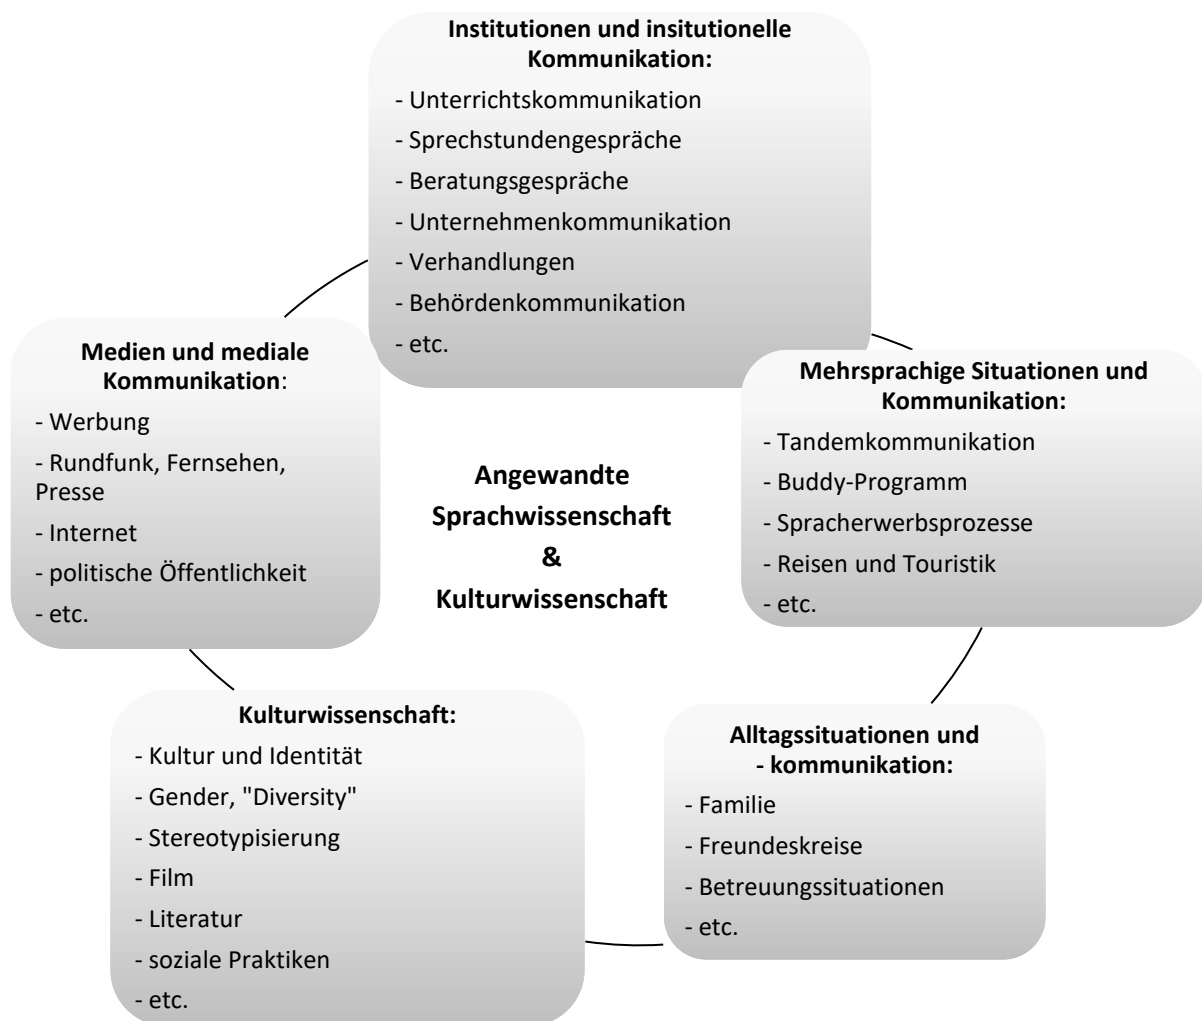 Institutionen und insitutionelle
Kommunikation:
- Unterrichtskommunikation
- Sprechstundengespräche
- Beratungsgespräche
- Unternehmenkommunikation
- Verhandlungen
- Behördenkommunikation
- etc.
Medien und mediale
Kommunikation:
- Werbung
- Rundfunk, Fernsehen,
Presse
- Internet
- politische Öffentlichkeit
- etc.
Angewandte
Sprachwissenschaft
&
Kulturwissenschaft
Mehrsprachige Situationen und
Kommunikation:
- Tandemkommunikation
- Buddy-Programm
- Spracherwerbsprozesse
- Reisen und Touristik
- etc.
Kulturwissenschaft:
- Kultur und Identität
- Gender, "Diversity"
- Stereotypisierung
- Film
- Literatur
- soziale Praktiken
- etc.
Alltagssituationen und
- kommunikation:
- Familie
- Freundeskreise
- Betreuungssituationen
- etc.